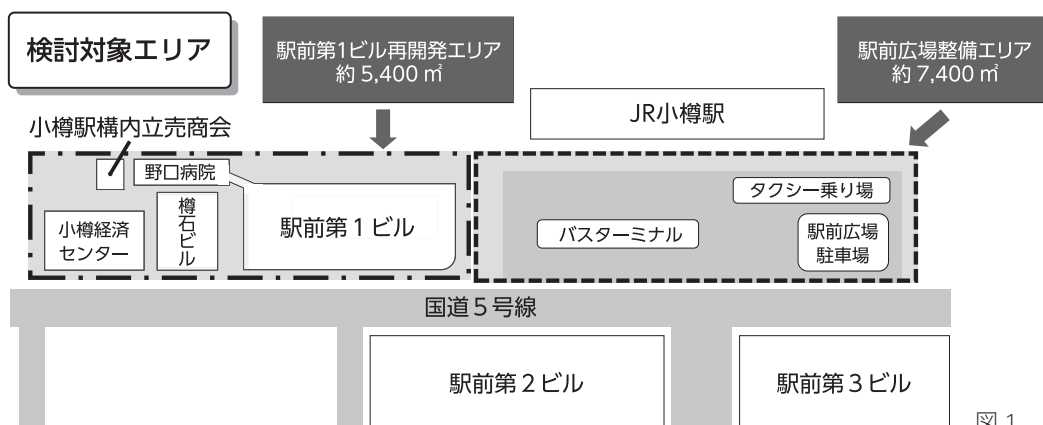 検討対象エリア
駅前第1ビル再開発エリア
約 5,400 ㎡
駅前広場整備エリア
約 7,400 ㎡
JR小樽駅
小樽駅構内立売商会
野口病院
タクシー乗り場
小樽経済
センター
樽石ビル
駅前第1ビル
バスターミナル
駅前広場
駐車場
国道5号線
駅前第2ビル
駅前第3ビル
図 1